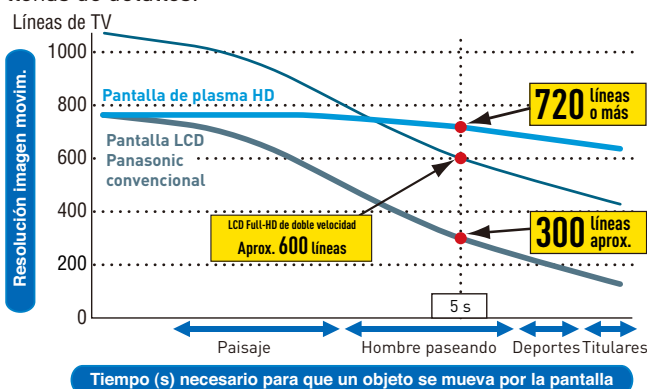 Líneas de TV
Resolución imagen movim.
1000
800
600
400
200
0
Pantalla de plasma HD
Pantalla LCD
Panasonic
convencional
720 líneas
o más
LCD Full-HD de doble velocidad
Aprox. 600 líneas
300 líneas
aprox.
5 s
Paisaje
Hombre paseando
Deportes
Titulares
Tiempo (s) necesario para que un objeto se mueva por la pantalla